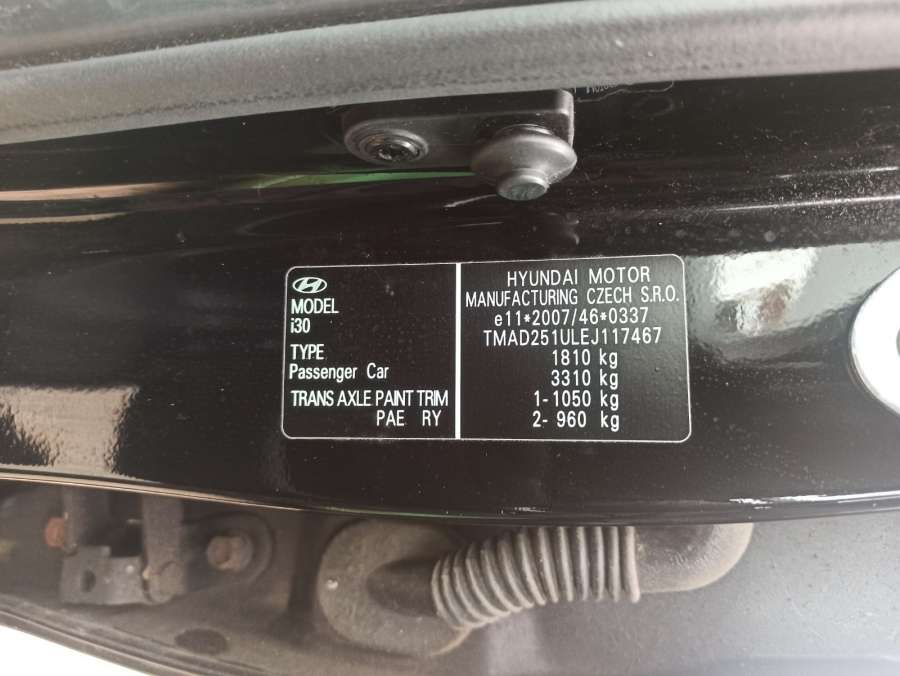 MODEL
i30
TYPE
Passenger Car
TRANS AXLE PAINT TRIM
PAE RY
HYUNDAI MOTOR
MANUFACTURING CZECH S.R.O.
e11*2007/46*0337
TMAD251ULEJ117467
1810 kg
3310 kg
1-1050 kg
2- 960 kg